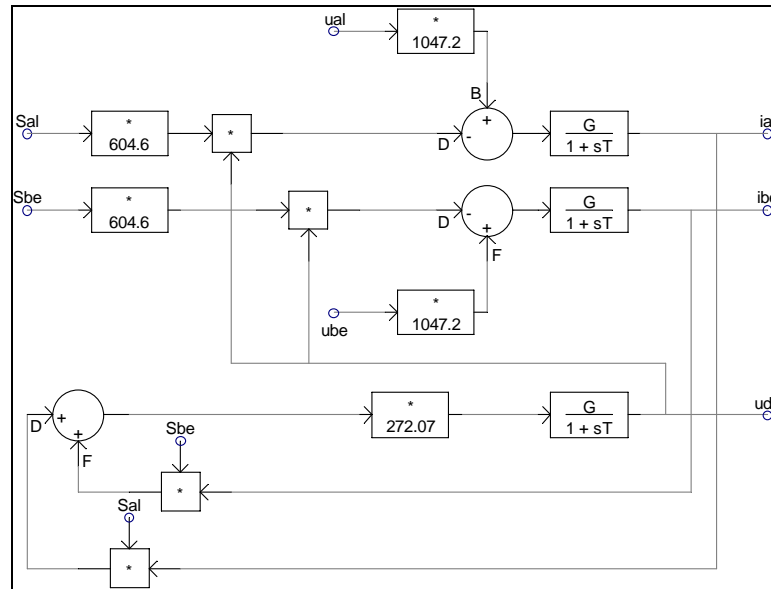 ual
*
1047.2
B
Sal
*
604.6
*
D
-
+
G
1 + sT
ia
Sbe
*
604.6
*
D
-
+
G
1 + sT
F
ube
*
1047.2
D
+
+
F
*
272.07
G
1 + sT
ud
Sbe
*
Sal
*